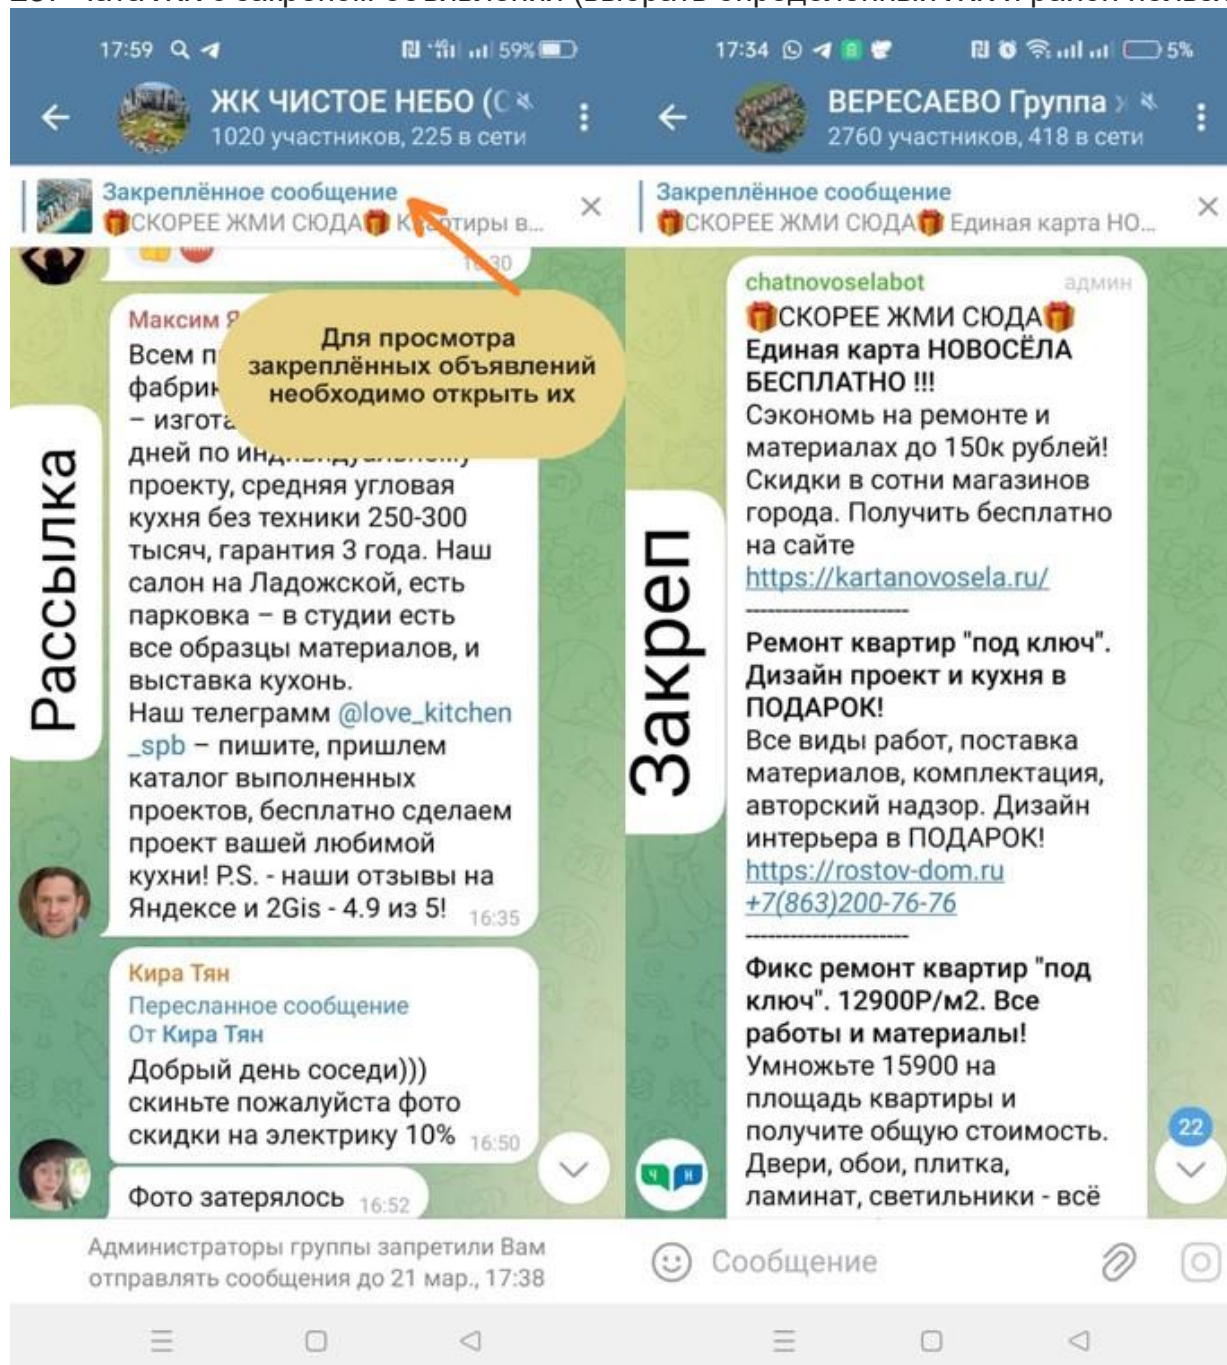 17:59
59%
ЖК ЧИСТОЕ НЕБО (С
1020 участников, 225 в сети
Закреплённое сообщение
🎁СКОРЕЕ ЖМИ СЮДА🎁 Квартиры в...
16:30
Для просмотра
закреплённых объявлений
необходимо открыть их
Рассылка
Максим Я
Всем п
фабрик
– изгота
дней по индивидуальному
проекту, средняя угловая
кухня без техники 250-300
тысяч, гарантия 3 года. Наш
салон на Ладожской, есть
парковка – в студии есть
все образцы материалов, и
выставка кухонь.
Наш телеграмм @love_kitchen
_spb – пишите, пришлем
каталог выполненных
проектов, бесплатно сделаем
проект вашей любимой
кухни! P.S. - наши отзывы на
Яндексе и 2Gis - 4.9 из 5! 16:35
Кира Тян
Пересланное сообщение
От Кира Тян
Добрый день соседи)))
скиньте пожалуйста фото
скидки на электрику 10% 16:50
Фото затерялось 16:52
Администраторы группы запретили Вам
отправлять сообщения до 21 мар., 17:38
17:34
5%
ВЕРЕСАЕВО Группа
2760 участников, 418 в сети
Закреплённое сообщение
🎁СКОРЕЕ ЖМИ СЮДА🎁 Единая карта НО...
Закреп
chatnovoselabot админ
🎁СКОРЕЕ ЖМИ СЮДА🎁
Единая карта НОВОСЁЛА
БЕСПЛАТНО !!!
Сэкономь на ремонте и
материалах до 150к рублей!
Скидки в сотни магазинов
города. Получить бесплатно
на сайте
https://kartanovosela.ru/
----------------------
Ремонт квартир "под ключ".
Дизайн проект и кухня в
ПОДАРОК!
Все виды работ, поставка
материалов, комплектация,
авторский надзор. Дизайн
интерьера в ПОДАРОК!
https://rostov-dom.ru
+7(863)200-76-76
----------------------
Фикс ремонт квартир "под
ключ". 12900Р/м2. Все
работы и материалы!
Умножьте 15900 на
площадь квартиры и
получите общую стоимость.
Двери, обои, плитка,
ламинат, светильники - всё
22
Ч Н
Сообщение